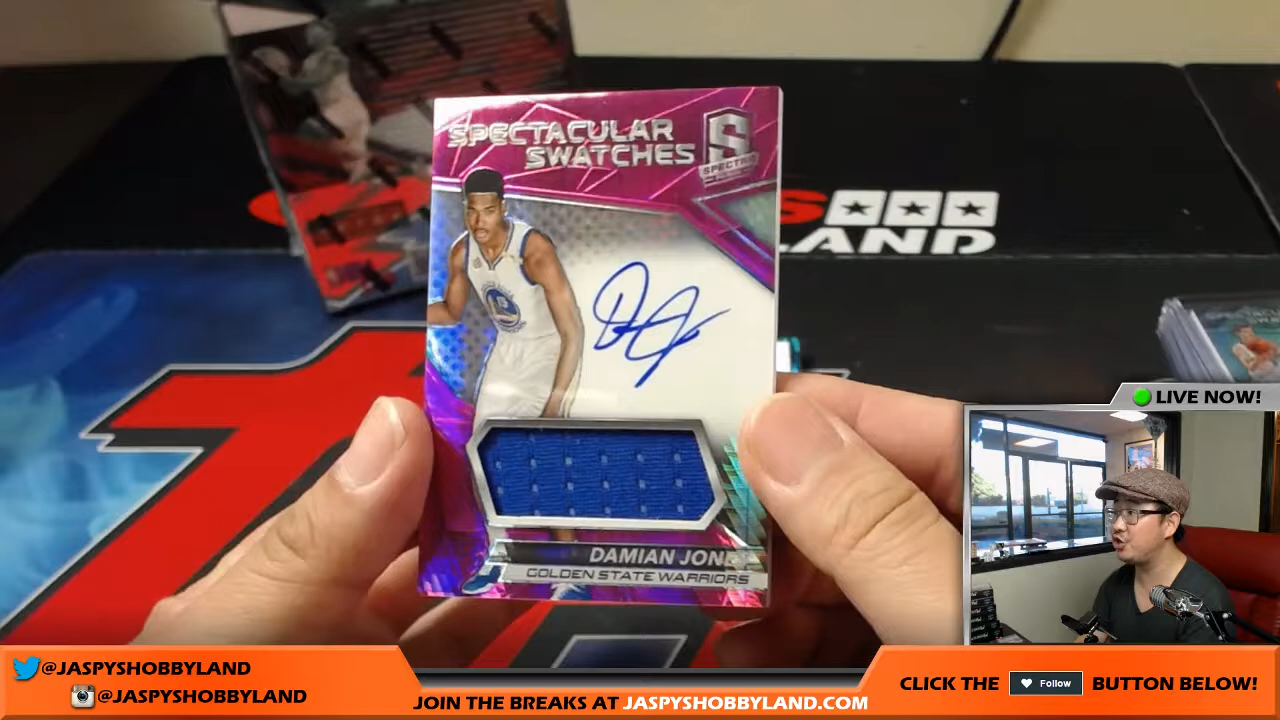 SPECTACULAR
SWATCHES
S
SPECTRA
LAND
DAMIAN JONE
GOLDEN STATE WARRIORS
LIVE NOW!
@JASPYSHOBBYLAND
@JASPYSHOBBYLAND
JOIN THE BREAKS AT JASPYSHOBBYLAND.COM
CLICK THE Follow BUTTON BELOW!